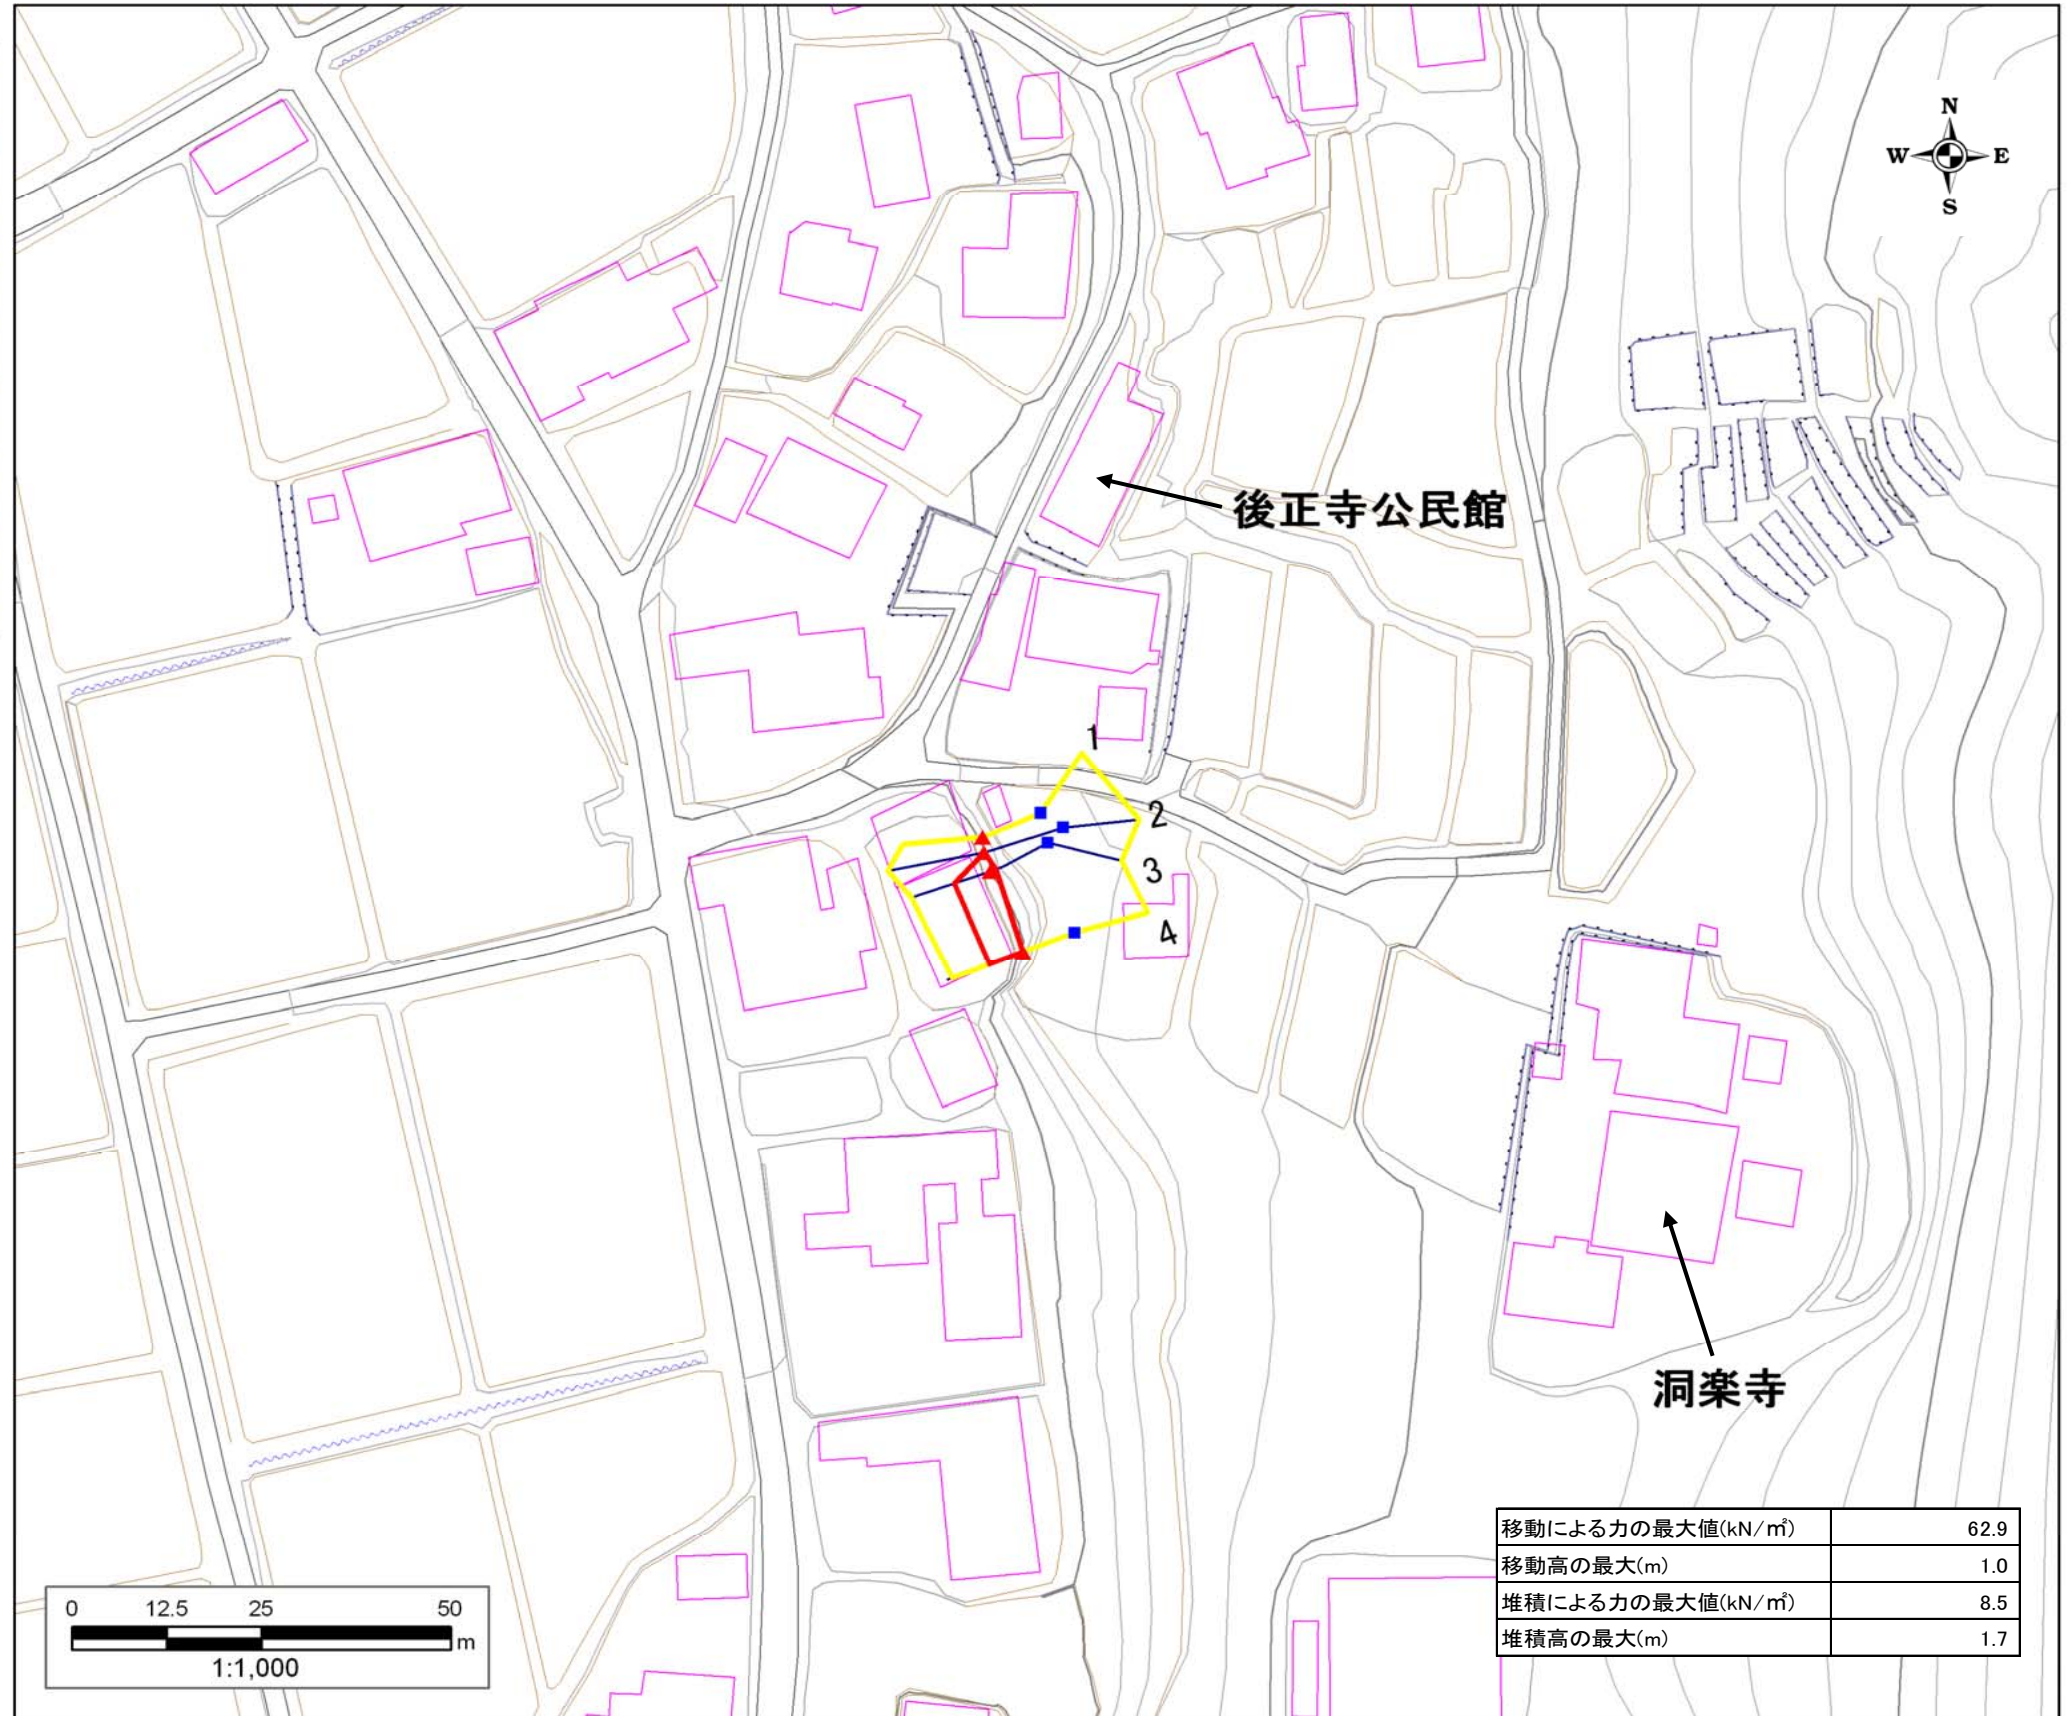 N
W E
S
後正寺公民館
1
2
3
4
洞楽寺
移動による力の最大値(kN/㎡) 62.9
移動高の最大(m) 1.0
堆積による力の最大値(kN/㎡) 8.5
堆積高の最大(m) 1.7
0 12.5 25 50
m
1:1,000